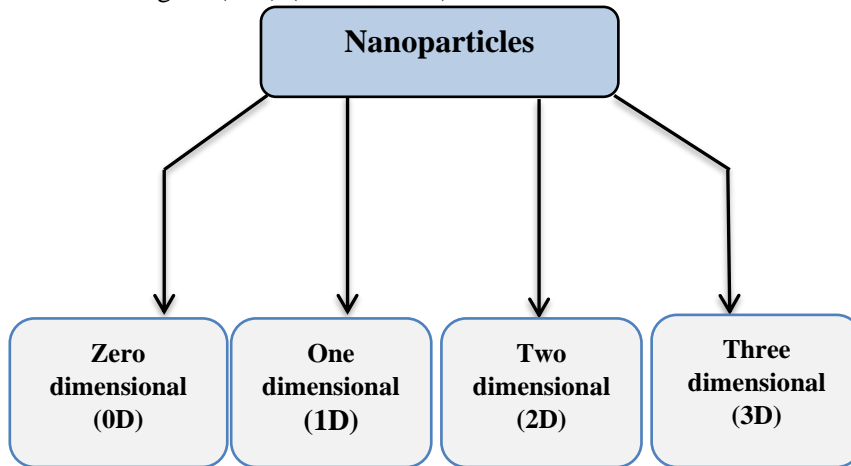 Nanoparticles
Zero
dimensional
(0D)
One
dimensional
(1D)
Two
dimensional
(2D)
Three
dimensional
(3D)